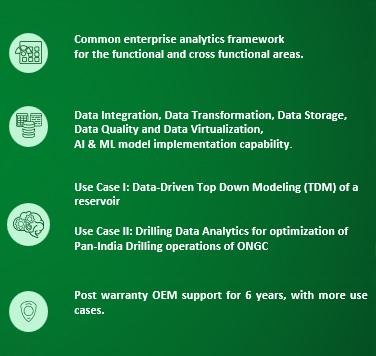 Common enterprise analytics framework
for the functional and cross functional areas.
Data Integration, Data Transformation, Data Storage,
Data Quality and Data Virtualization,
AI & ML model implementation capability.
Use Case I: Data-Driven Top Down Modeling (TDM) of a
reservoir
Use Case II: Drilling Data Analytics for optimization of
Pan-India Drilling operations of ONGC
Post warranty OEM support for 6 years, with more use
cases.